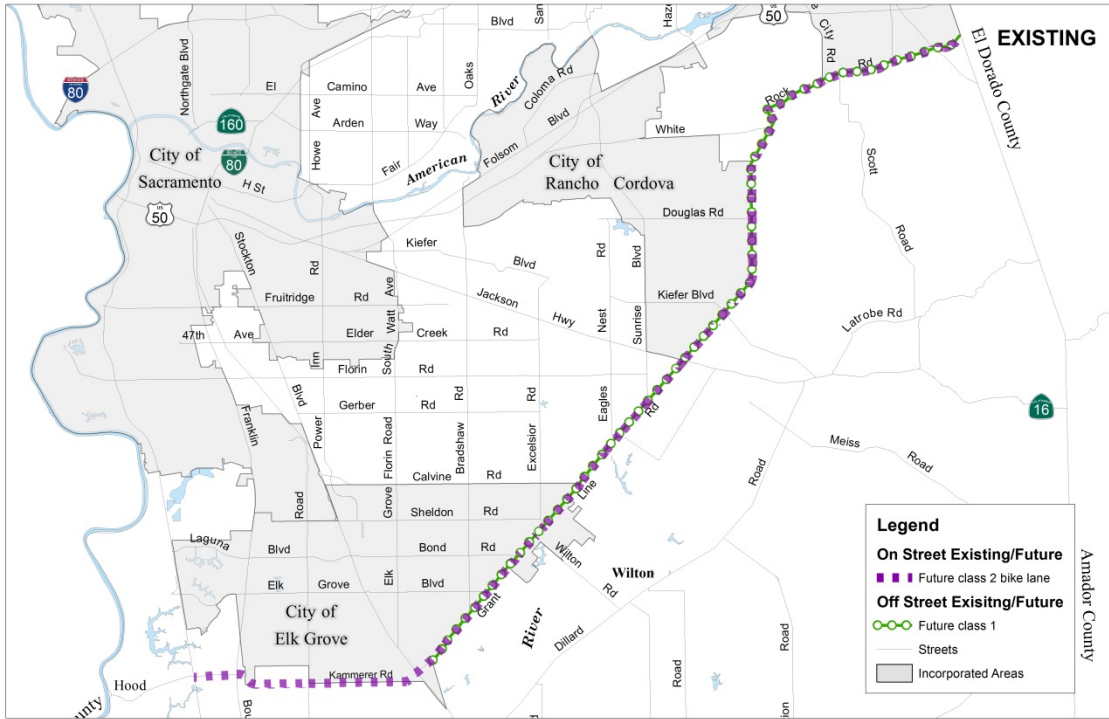 EXISTING
50
El Dorado County
80
160
80
50
16
Northgate Blvd
El Camino Ave
Arden Way
Howe Ave
Fair Oaks
Blvd
San
Haze
American River
Coloma Rd
Folsom Blvd
City Rd
White Rock Rd
Scott Road
City of
Sacramento
H St
City of
Rancho Cordova
Douglas Rd
Kiefer Blvd
Kiefer Blvd
Jackson Hwy
Latrobe Rd
Stockton Blvd
Fruitridge Rd
47th Ave
Elder Creek Rd
Florin Rd
Gerber Rd
Calvine Rd
Sheldon Rd
Laguna Blvd
Bond Rd
Elk Grove Blvd
City of
Elk Grove
Kammerer Rd
Franklin
Road
Power Inn Rd
South Watt Ave
Elk Grove Florin Road
Bradshaw Rd
Excelsior Rd
Eagles Nest Rd
Sunrise Blvd
Grant Line Rd
Wilton Rd
Wilton
River
Dillard
Road
Meiss Road
Road
Road
ion
Hood
ounty
Bo
Amador County
Legend
On Street Existing/Future
Future class 2 bike lane
Off Street Exisitng/Future
Future class 1
Streets
Incorporated Areas